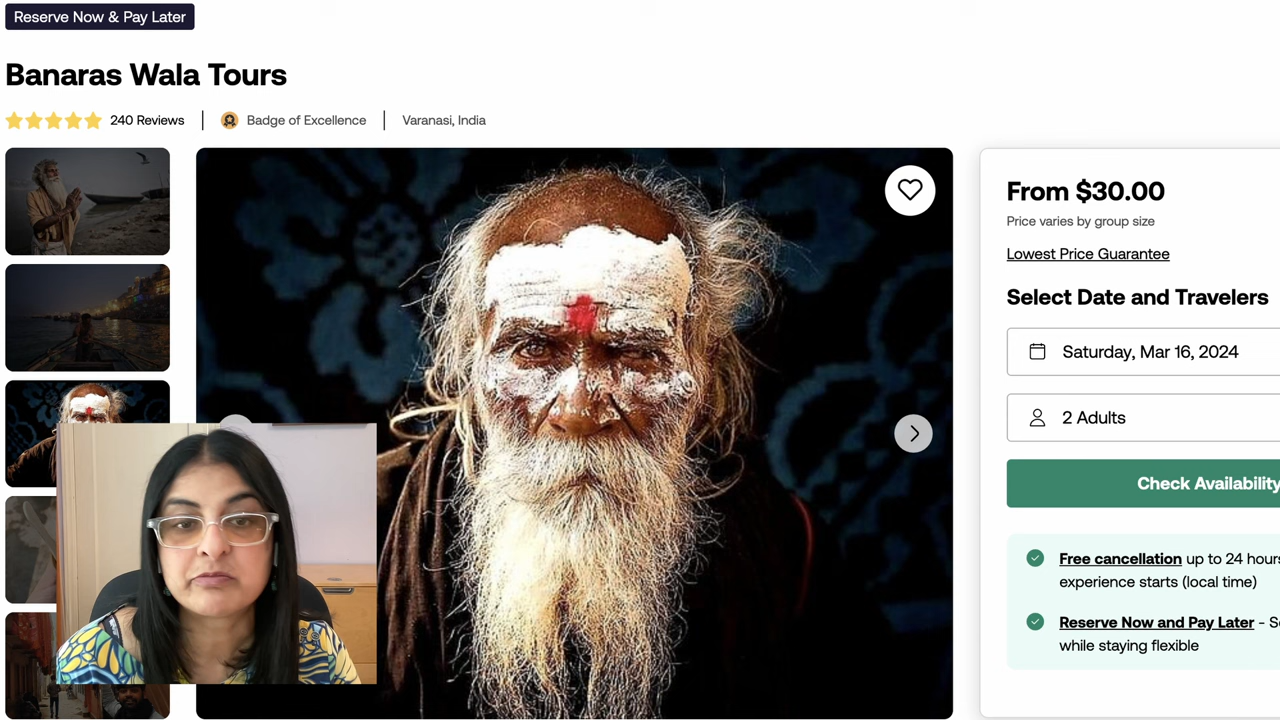 Reserve Now & Pay Later
Banaras Wala Tours
240 Reviews
Badge of Excellence
Varanasi, India
From $30.00
Price varies by group size
Lowest Price Guarantee
Select Date and Travelers
Saturday, Mar 16, 2024
2 Adults
Check Availability
Free cancellation up to 24 hours
experience starts (local time)
Reserve Now and Pay Later -
while staying flexible